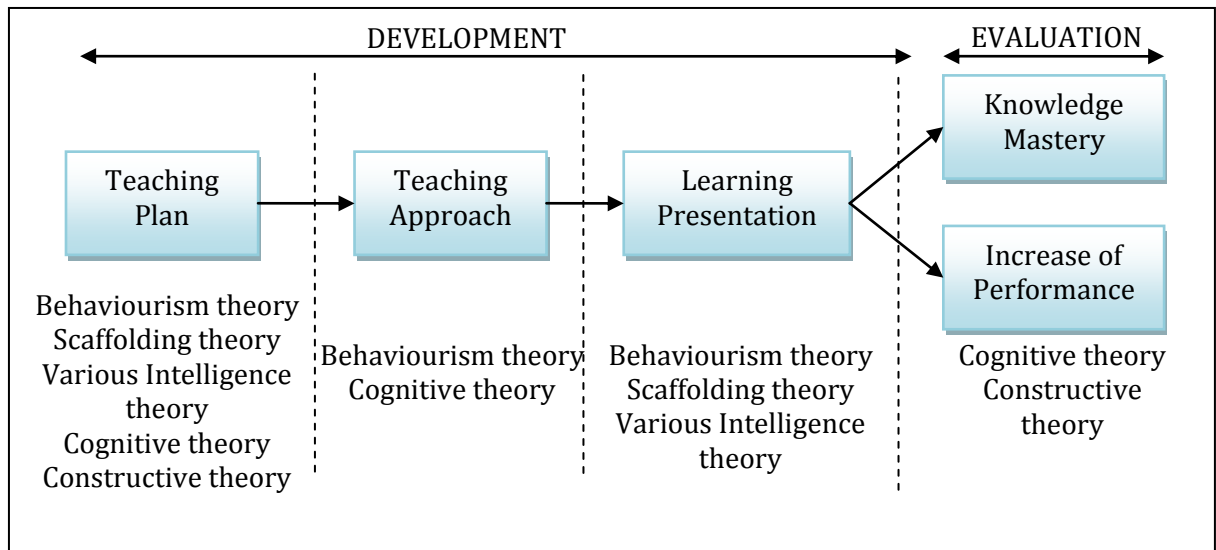 DEVELOPMENT
EVALUATION
Teaching
Plan
Teaching
Approach
Learning
Presentation
Knowledge
Mastery
Increase of
Performance
Behaviourism theory
Scaffolding theory
Various Intelligence
theory
Cognitive theory
Constructive theory
Behaviourism theory
Cognitive theory
Behaviourism theory
Scaffolding theory
Various Intelligence
theory
Cognitive theory
Constructive
theory